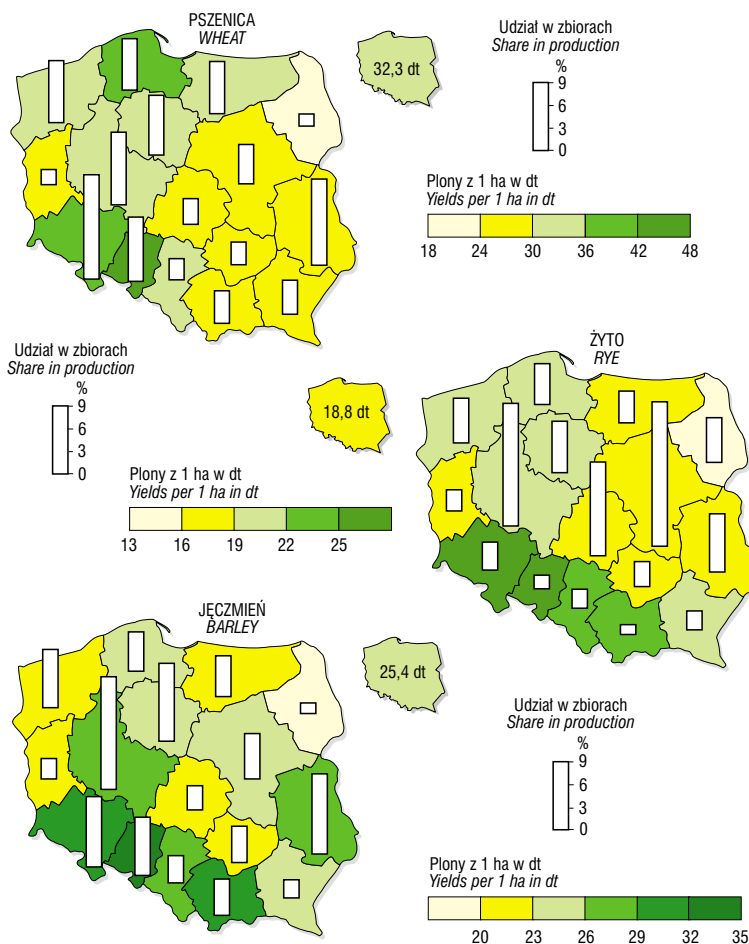 PSZENICA
WHEAT
32,3 dt
Udział w zbiorach
Share in production
%
9
6
3
0
Plony z 1 ha w dt
Yields per 1 ha in dt
18 24 30 36 42 48
Udział w zbiorach
Share in production
%
9
6
3
0
18,8 dt
Plony z 1 ha w dt
Yields per 1 ha in dt
13 16 19 22 25
ŻYTO
RYE
JĘCZMIEŃ
BARLEY
25,4 dt
Udział w zbiorach
Share in production
%
9
6
3
0
Plony z 1 ha w dt
Yields per 1 ha in dt
20 23 26 29 32 35